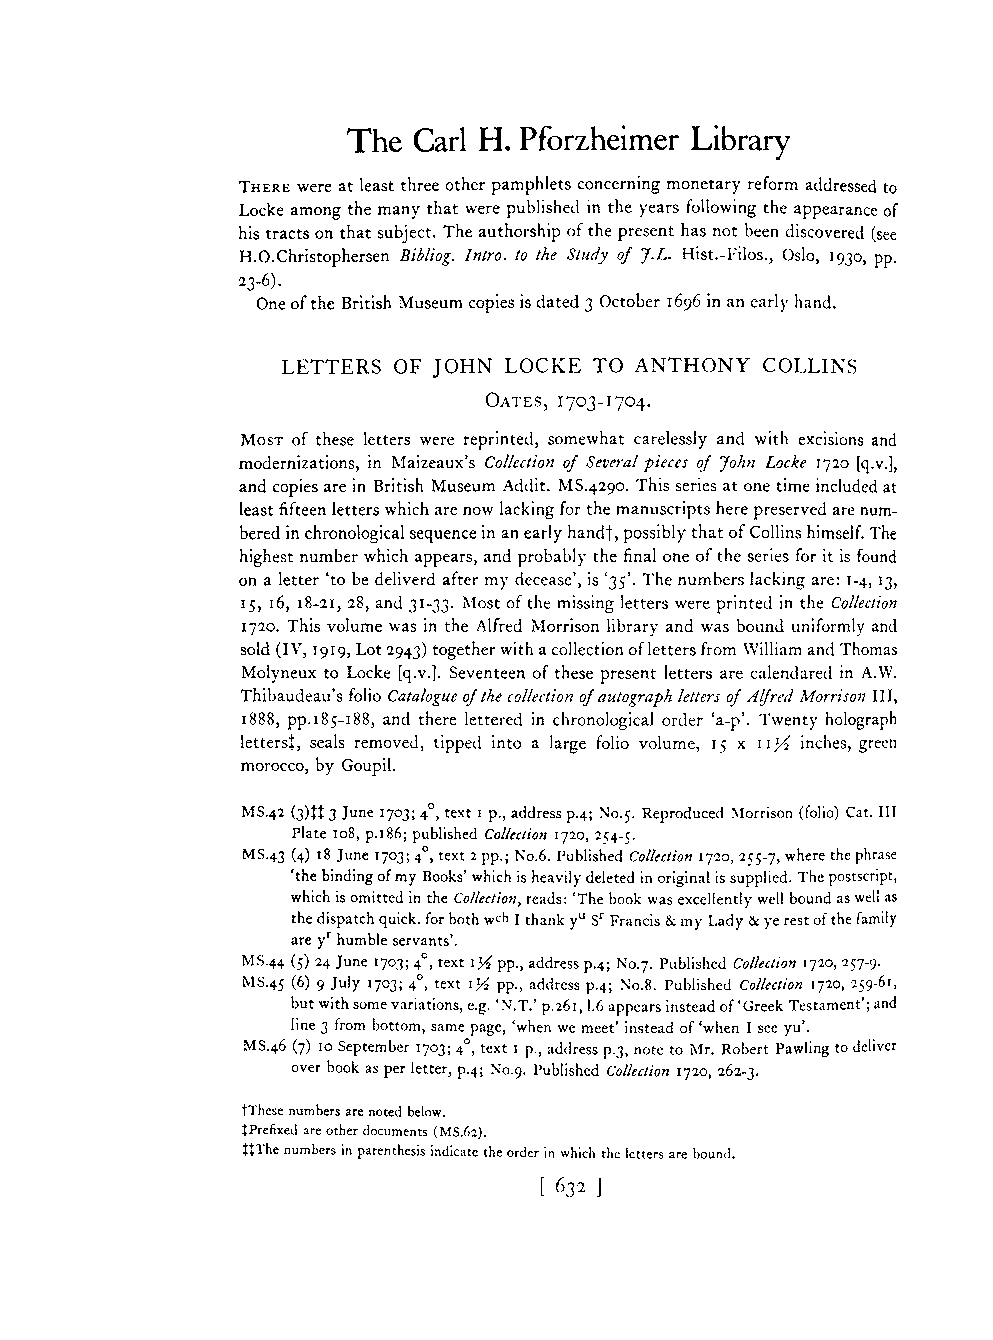 The Carl H. Pforzheimer Library
THERE were at least three other pamphlets concerning monetary reform addressed to
Locke among the many that were published in the years following the appearance of
his tracts on that subject. The authorship of the present has not been discovered (see
H.O.Christophersen Bibliog. Intro. to the Study of J.L. Hist.-Filos., Oslo, 1930, pp.
23-6).
One of the British Museum copies is dated 3 October 1696 in an early hand.
LETTERS OF JOHN LOCKE TO ANTHONY COLLINS
OATES, 1703-1704.
MOST of these letters were reprinted, somewhat carelessly and with excisions and
modernizations, in Maizeaux's Collection of Several pieces of John Locke 1720 [q.v.],
and copies are in British Museum Addit. MS.4290. This series at one time included at
least fifteen letters which are now lacking for the manuscripts here preserved are num-
bered in chronological sequence in an early hand†, possibly that of Collins himself. The
highest number which appears, and probably the final one of the series for it is found
on a letter 'to be deliverd after my decease', is '35'. The numbers lacking are: 1-4, 13,
15, 16, 18-21, 28, and 31-33. Most of the missing letters were printed in the Collection
1720. This volume was in the Alfred Morrison library and was bound uniformly and
sold (IV, 1919, Lot 2943) together with a collection of letters from William and Thomas
Molyneux to Locke [q.v.]. Seventeen of these present letters are calendared in A.W.
Thibaudeau's folio Catalogue of the collection of autograph letters of Alfred Morrison III,
1888, pp.185-188, and there lettered in chronological order 'a-p'. Twenty holograph
letters‡, seals removed, tipped into a large folio volume, 15 x 11½ inches, green
morocco, by Goupil.
MS.42 (3)‡‡ 3 June 1703; 4°, text 1 p., address p.4; No.5. Reproduced Morrison (folio) Cat. III
Plate 108, p.186; published Collection 1720, 254-5.
MS.43 (4) 18 June 1703; 4°, text 2 pp.; No.6. Published Collection 1720, 255-7, where the phrase
'the binding of my Books' which is heavily deleted in original is supplied. The postscript,
which is omitted in the Collection, reads: 'The book was excellently well bound as well as
the dispatch quick. for both wch I thank yu Sr Francis & my Lady & ye rest of the family
are yr humble servants'.
MS.44 (5) 24 June 1703; 4°, text 1½ pp., address p.4; No.7. Published Collection 1720, 257-9.
MS.45 (6) 9 July 1703; 4°, text 1½ pp., address p.4; No.8. Published Collection 1720, 259-61,
but with some variations, e.g. 'N.T.' p.261, l.6 appears instead of 'Greek Testament'; and
line 3 from bottom, same page, 'when we meet' instead of 'when I see yu'.
MS.46 (7) 10 September 1703; 4°, text 1 p., address p.3, note to Mr. Robert Pawling to deliver
over book as per letter, p.4; No.9. Published Collection 1720, 262-3.
†These numbers are noted below.
‡Prefixed are other documents (MS.62).
‡‡The numbers in parenthesis indicate the order in which the letters are bound.
[ 632 ]